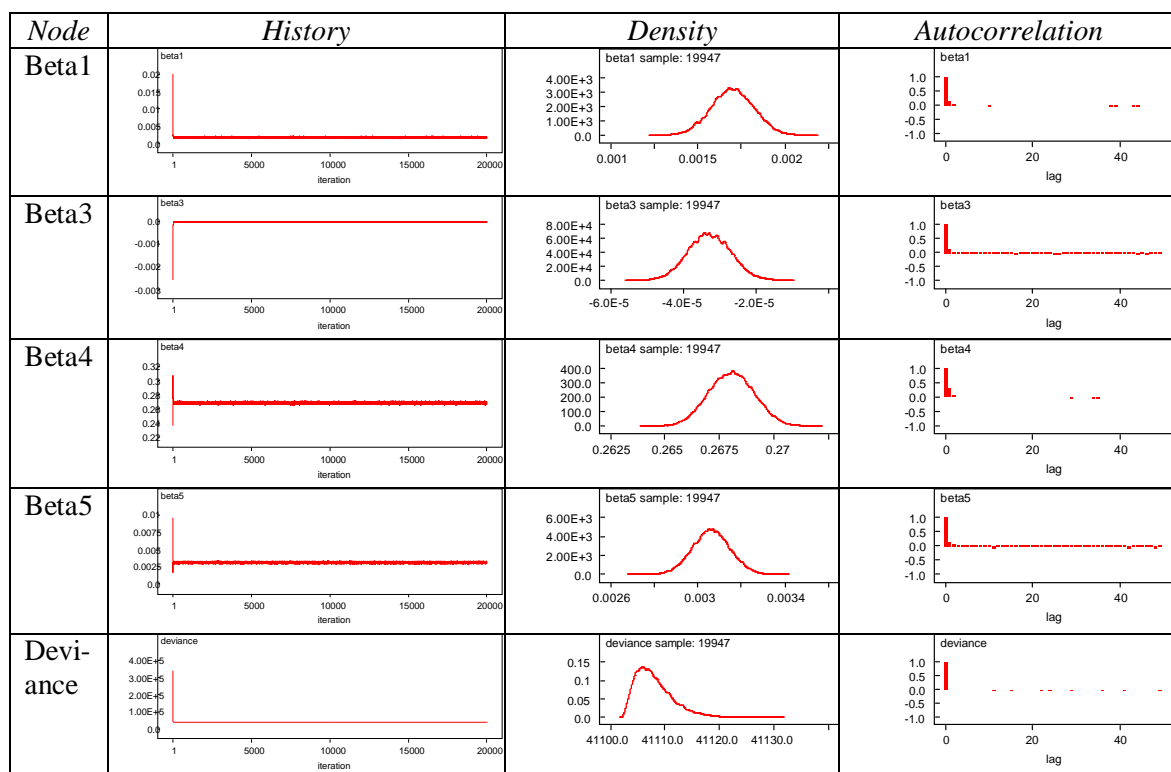 Node History Density Autocorrelation
Beta1
beta1
0.02
0.015
0.01
0.005
0.0
1 5000 10000 15000 20000
iteration
beta1 sample: 19947
4.00E+3
3.00E+3
2.00E+3
1.00E+3
0.0
0.001 0.0015 0.002
beta1
1.0
0.5
0.0
-0.5
-1.0
0 20 40
lag
Beta3
beta3
0.0
-0.001
-0.002
-0.003
1 5000 10000 15000 20000
iteration
beta3 sample: 19947
8.00E+4
6.00E+4
4.00E+4
2.00E+4
0.0
-6.0E-5 -4.0E-5 -2.0E-5
beta3
1.0
0.5
0.0
-0.5
-1.0
0 20 40
lag
Beta4
beta4
0.32
0.3
0.28
0.26
0.24
0.22
1 5000 10000 15000 20000
iteration
beta4 sample: 19947
400.0
300.0
200.0
100.0
0.0
0.2625 0.265 0.2675 0.27
beta4
1.0
0.5
0.0
-0.5
-1.0
0 20 40
lag
Beta5
beta5
0.01
0.0075
0.005
0.0025
0.0
1 5000 10000 15000 20000
iteration
beta5 sample: 19947
6.00E+3
4.00E+3
2.00E+3
0.0
0.0026 0.003 0.0034
beta5
1.0
0.5
0.0
-0.5
-1.0
0 20 40
lag
Devi-
ance
deviance
4.00E+5
3.00E+5
2.00E+5
1.00E+5
0.0
1 5000 10000 15000 20000
iteration
deviance sample: 19947
0.15
0.1
0.05
0.0
41100.0 41110.0 41120.0 41130.0
deviance
1.0
0.5
0.0
-0.5
-1.0
0 20 40
lag